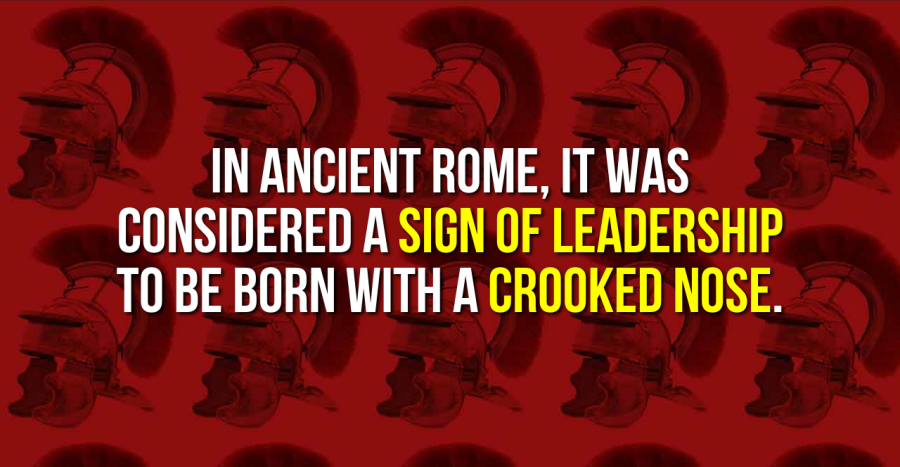 IN ANCIENT ROME, IT WAS
CONSIDERED A SIGN OF LEADERSHIP
TO BE BORN WITH A CROOKED NOSE.